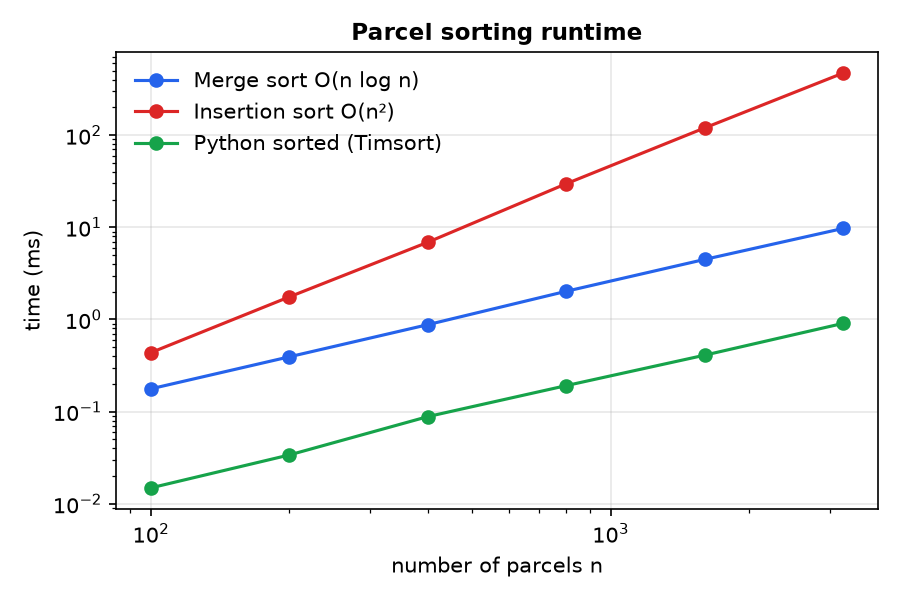 Parcel sorting runtime
Merge sort O(n log n)
Insertion sort O(n²)
Python sorted (Timsort)
10²
10¹
10⁰
10⁻¹
10⁻²
time (ms)
10² 10³
number of parcels n